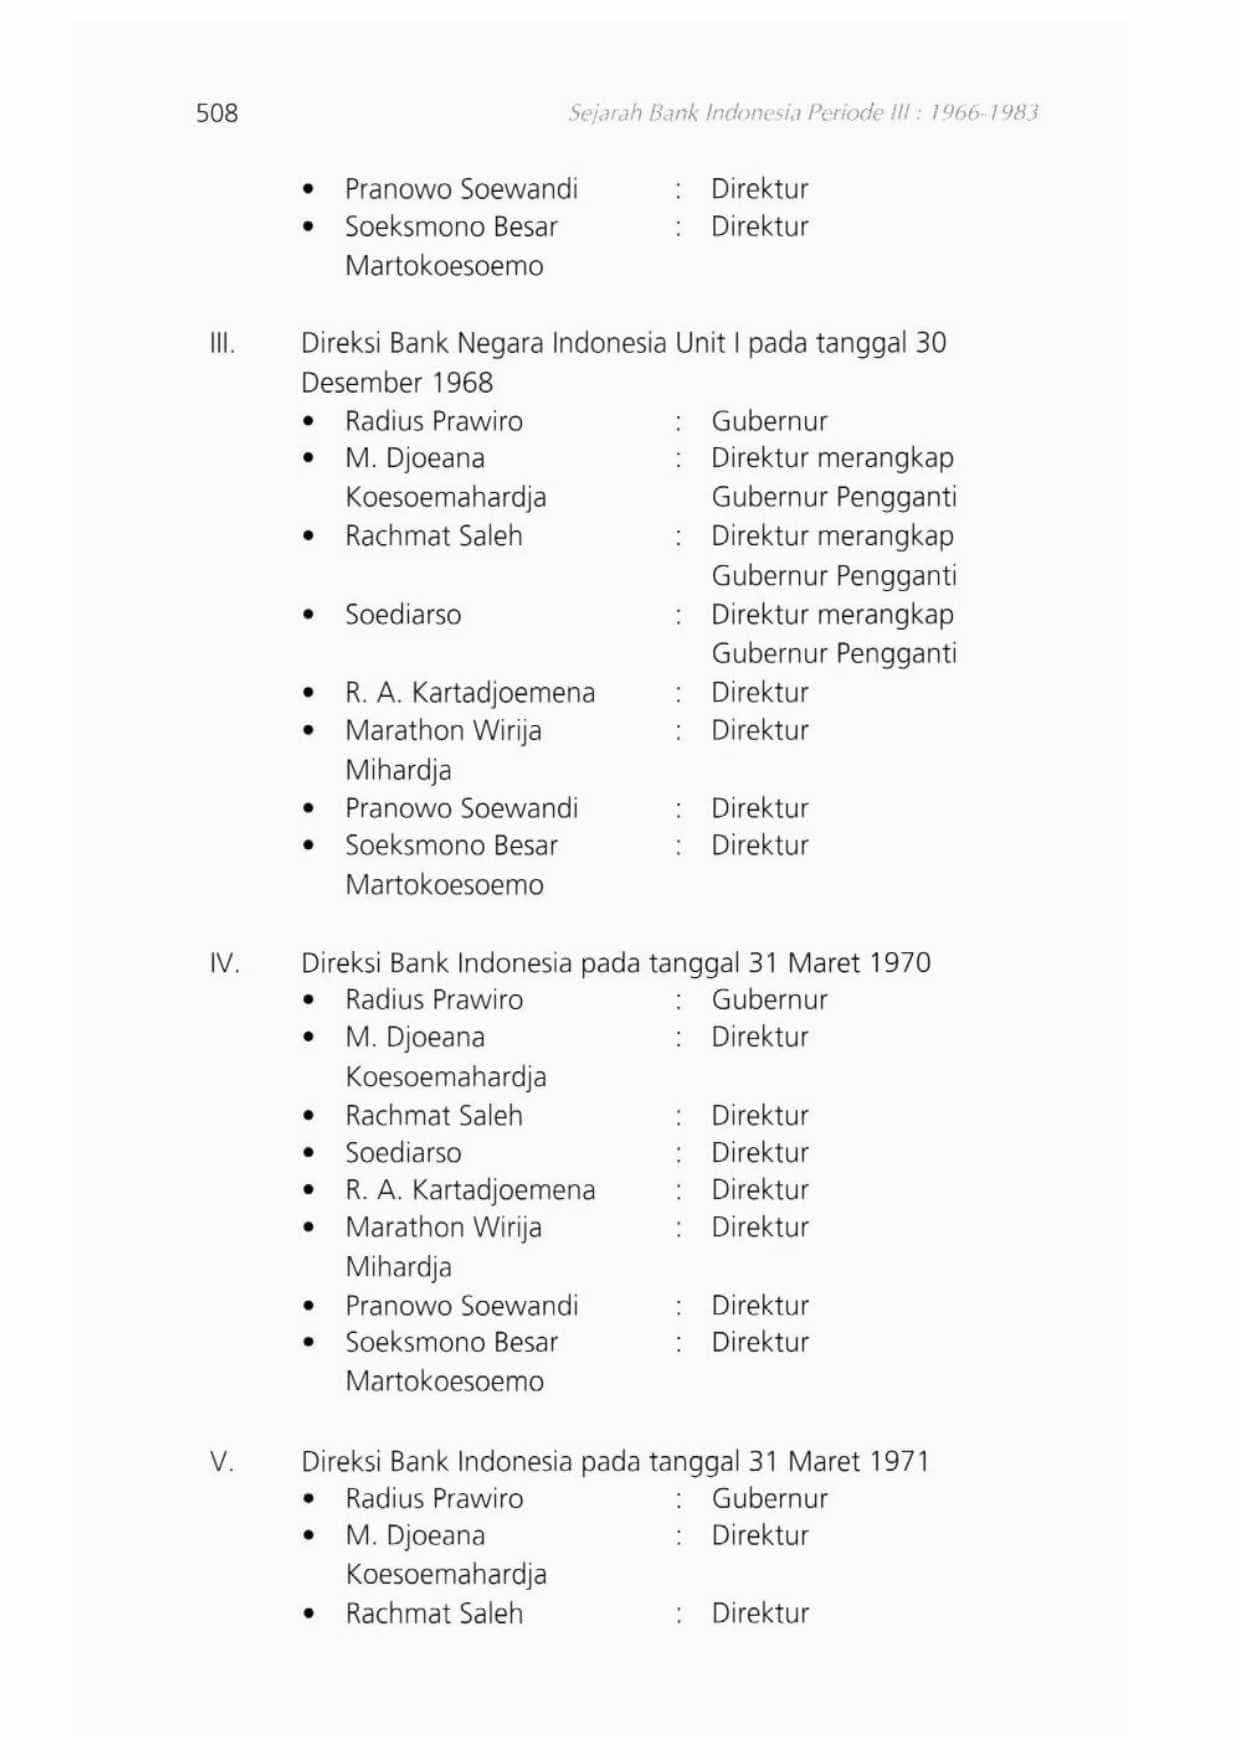 508 Sejarah Bank Indonesia Periode III : 1966-1983
• Pranowo Soewandi : Direktur
• Soeksmono Besar : Direktur
Martokoesoemo
III. Direksi Bank Negara Indonesia Unit I pada tanggal 30
Desember 1968
• Radius Prawiro : Gubernur
• M. Djoeana : Direktur merangkap
Koesoemahardja Gubernur Pengganti
• Rachmat Saleh : Direktur merangkap
Gubernur Pengganti
• Soediarso : Direktur merangkap
Gubernur Pengganti
• R. A. Kartadjoemena : Direktur
• Marathon Wirija : Direktur
Mihardja
• Pranowo Soewandi : Direktur
• Soeksmono Besar : Direktur
Martokoesoemo
IV. Direksi Bank Indonesia pada tanggal 31 Maret 1970
• Radius Prawiro : Gubernur
• M. Djoeana : Direktur
Koesoemahardja
• Rachmat Saleh : Direktur
• Soediarso : Direktur
• R. A. Kartadjoemena : Direktur
• Marathon Wirija : Direktur
Mihardja
• Pranowo Soewandi : Direktur
• Soeksmono Besar : Direktur
Martokoesoemo
V. Direksi Bank Indonesia pada tanggal 31 Maret 1971
• Radius Prawiro : Gubernur
• M. Djoeana : Direktur
Koesoemahardja
• Rachmat Saleh : Direktur